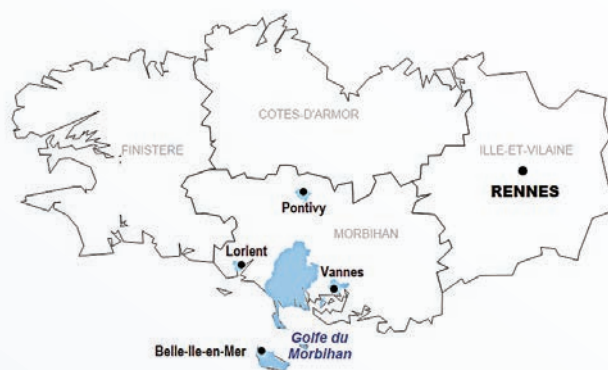 COTES-D'ARMOR
FINISTERE
ILLE-ET-VILAINE
RENNES
Pontivy
MORBIHAN
Lorient
Vannes
Golfe du
Morbihan
Belle-Ile-en-Mer